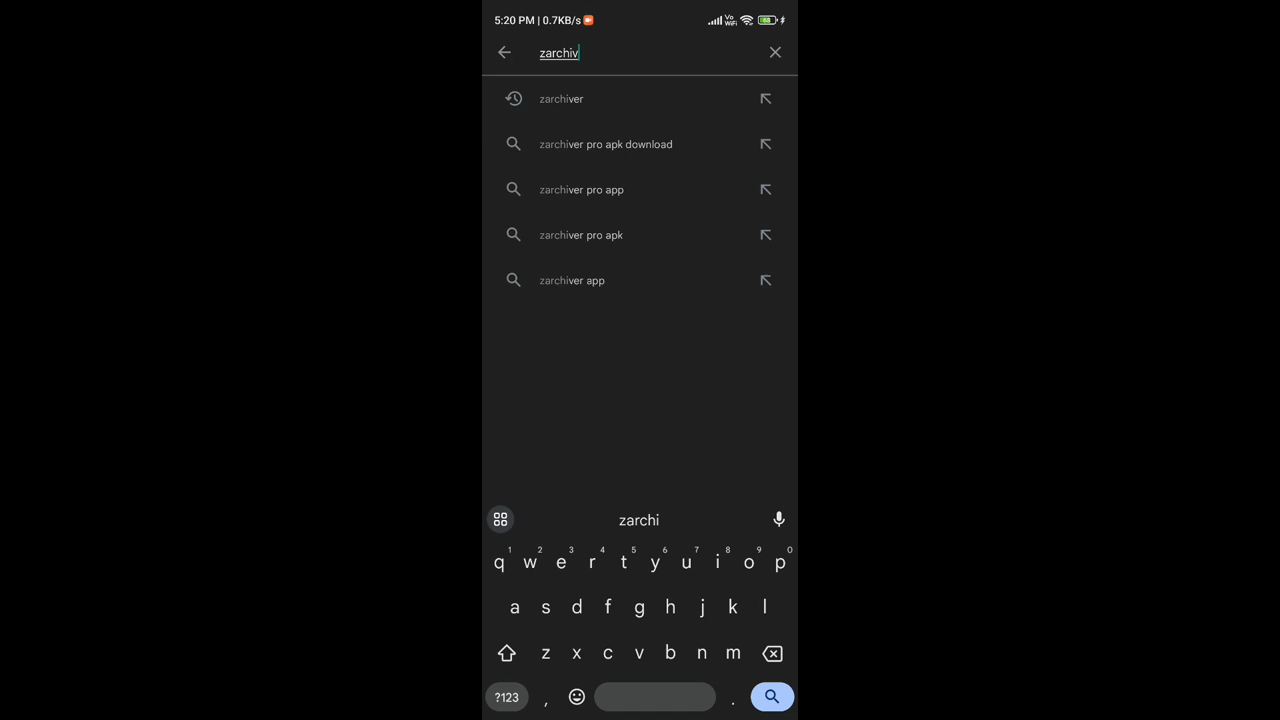 5:20 PM | 0.7KB/s
Vo WiFi
68
zarchiv
zarchiver
zarchiver pro apk download
zarchiver pro app
zarchiver pro apk
zarchiver app
zarchi
1 2 3 4 5 6 7 8 9 0
q w e r t y u i o p
a s d f g h j k l
z x c v b n m
?123 , .